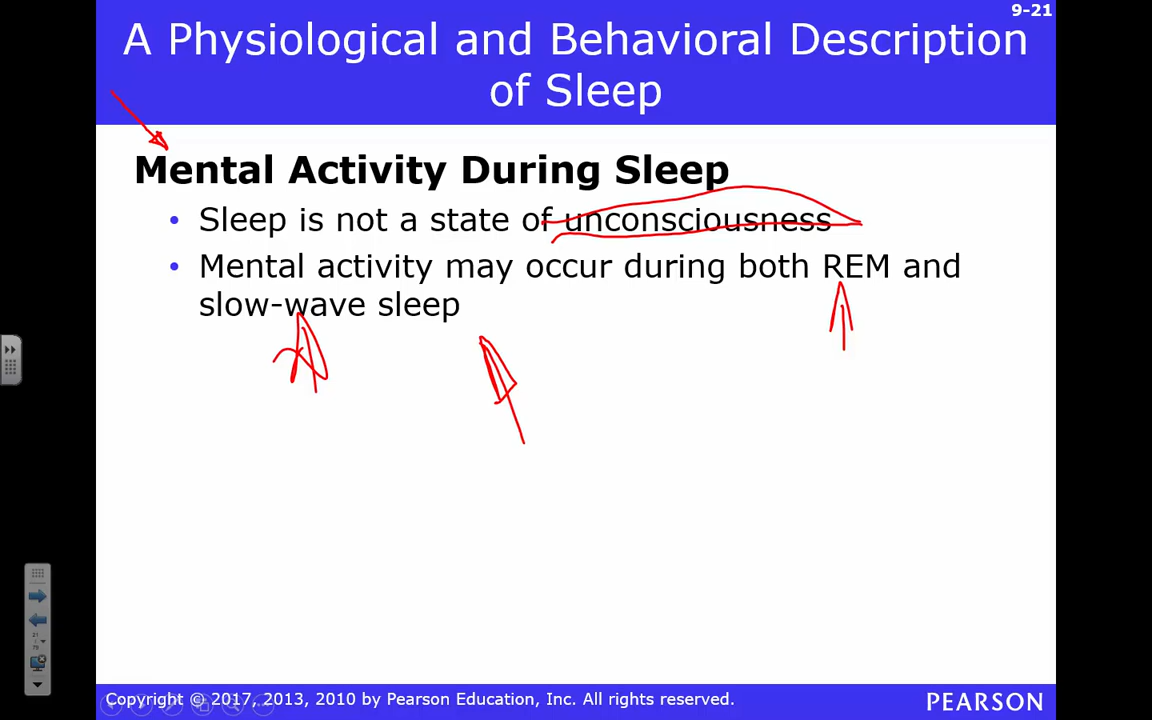 9-21
A Physiological and Behavioral Description
of Sleep
Mental Activity During Sleep
• Sleep is not a state of unconsciousness
• Mental activity may occur during both REM and
slow-wave sleep
21
79
Copyright © 2017, 2013, 2010 by Pearson Education, Inc. All rights reserved.
PEARSON